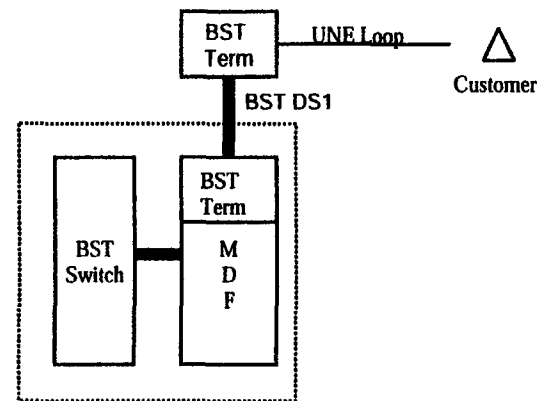 BST
Term
UNE Loop
Customer
BST DS1
BST
Term
BST
Switch
M
D
F